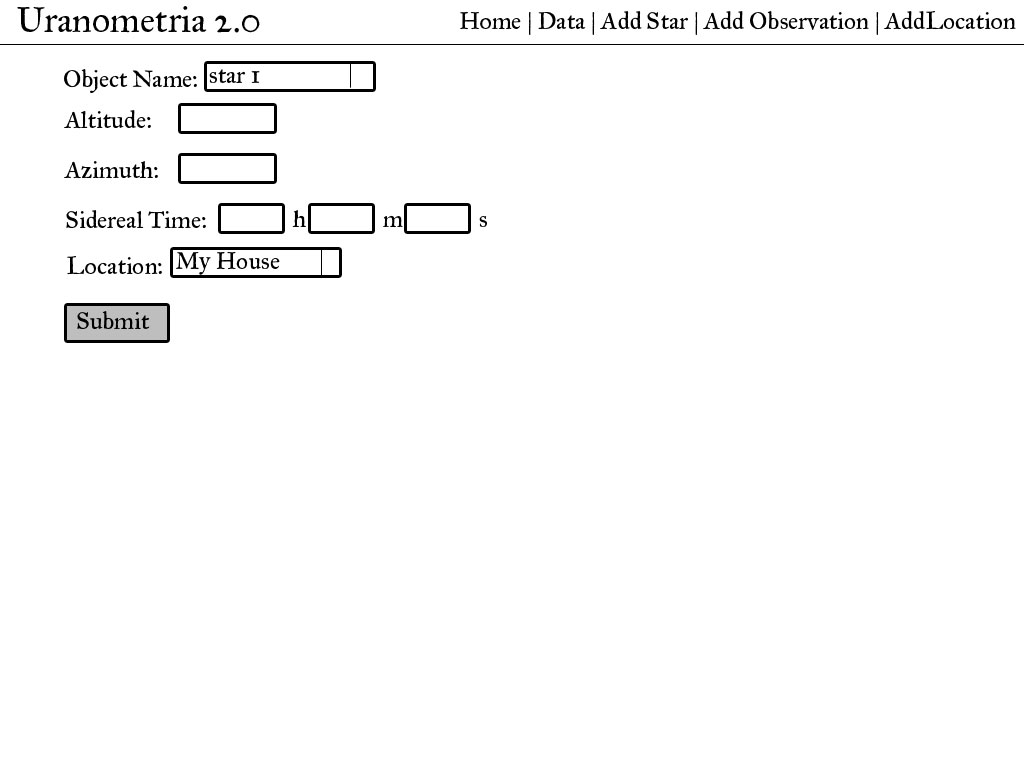 Uranometria 2.0
Home | Data | Add Star | Add Observation | AddLocation
Object Name: star 1
Altitude:
Azimuth:
Sidereal Time: h m s
Location: My House
Submit